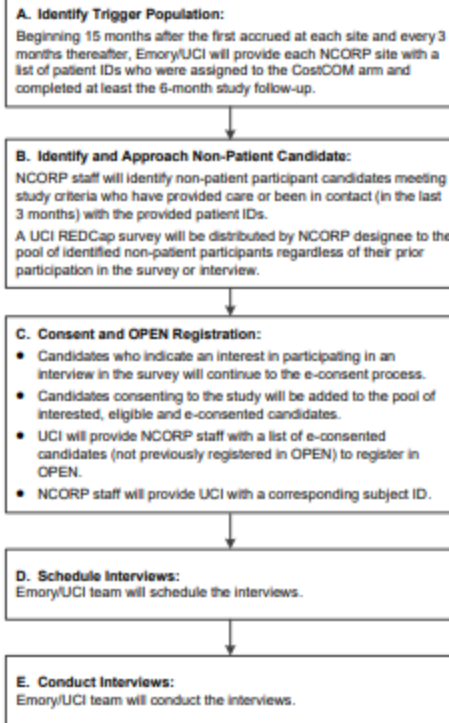 A. Identify Trigger Population:
Beginning 15 months after the first accrued at each site and every 3
months thereafter, Emory/UCI will provide each NCORP site with a
list of patient IDs who were assigned to the CostCOM arm and
completed at least the 6-month study follow-up.
B. Identify and Approach Non-Patient Candidate:
NCORP staff will identify non-patient participant candidates meeting
study criteria who have provided care or been in contact (in the last
3 months) with the provided patient IDs.
A UCI REDCap survey will be distributed by NCORP designee to the
pool of identified non-patient participants regardless of their prior
participation in the survey or interview.
C. Consent and OPEN Registration:
• Candidates who indicate an interest in participating in an
interview in the survey will continue to the e-consent process.
• Candidates consenting to the study will be added to the pool of
interested, eligible and e-consented candidates.
• UCI will provide NCORP staff with a list of e-consented
candidates (not previously registered in OPEN) to register in
OPEN.
• NCORP staff will provide UCI with a corresponding subject ID.
D. Schedule Interviews:
Emory/UCI team will schedule the interviews.
E. Conduct Interviews:
Emory/UCI team will conduct the interviews.